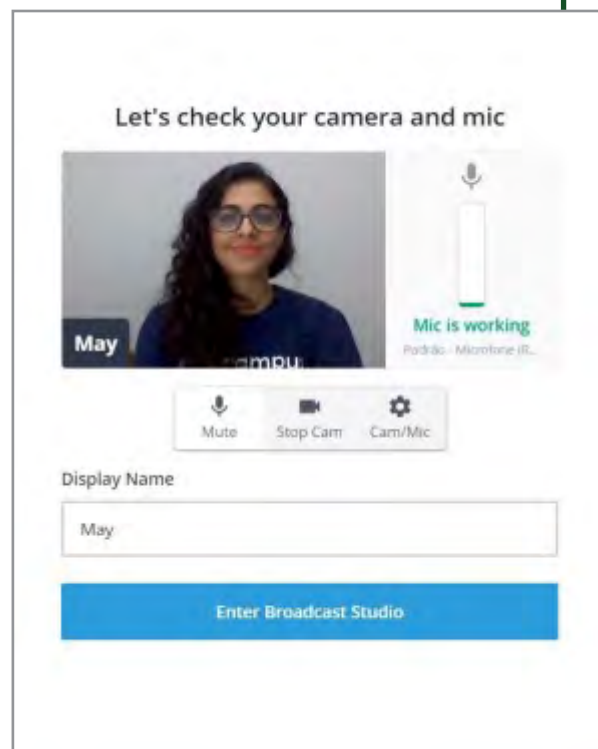 Let's check your camera and mic
May
mpu
Mic is working
Padrão - Microfone (R...
Mute
Stop Cam
Cam/Mic
Display Name
May
Enter Broadcast Studio